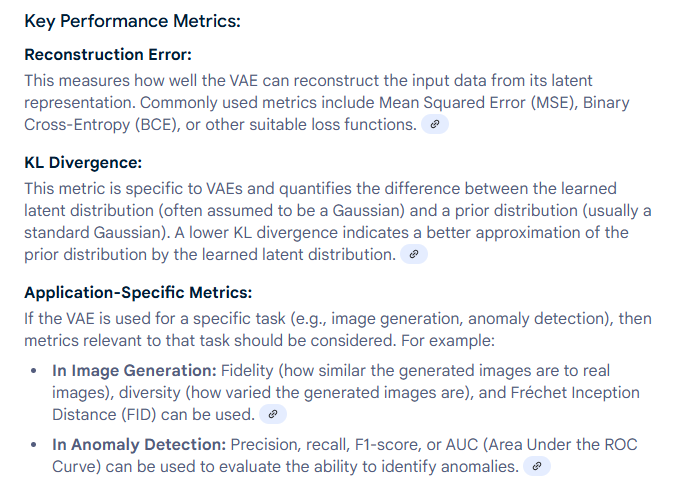 Key Performance Metrics:
Reconstruction Error:
This measures how well the VAE can reconstruct the input data from its latent
representation. Commonly used metrics include Mean Squared Error (MSE), Binary
Cross-Entropy (BCE), or other suitable loss functions.
KL Divergence:
This metric is specific to VAEs and quantifies the difference between the learned
latent distribution (often assumed to be a Gaussian) and a prior distribution (usually a
standard Gaussian). A lower KL divergence indicates a better approximation of the
prior distribution by the learned latent distribution.
Application-Specific Metrics:
If the VAE is used for a specific task (e.g., image generation, anomaly detection), then
metrics relevant to that task should be considered. For example:
• In Image Generation: Fidelity (how similar the generated images are to real
images), diversity (how varied the generated images are), and Fréchet Inception
Distance (FID) can be used.
• In Anomaly Detection: Precision, recall, F1-score, or AUC (Area Under the ROC
Curve) can be used to evaluate the ability to identify anomalies.